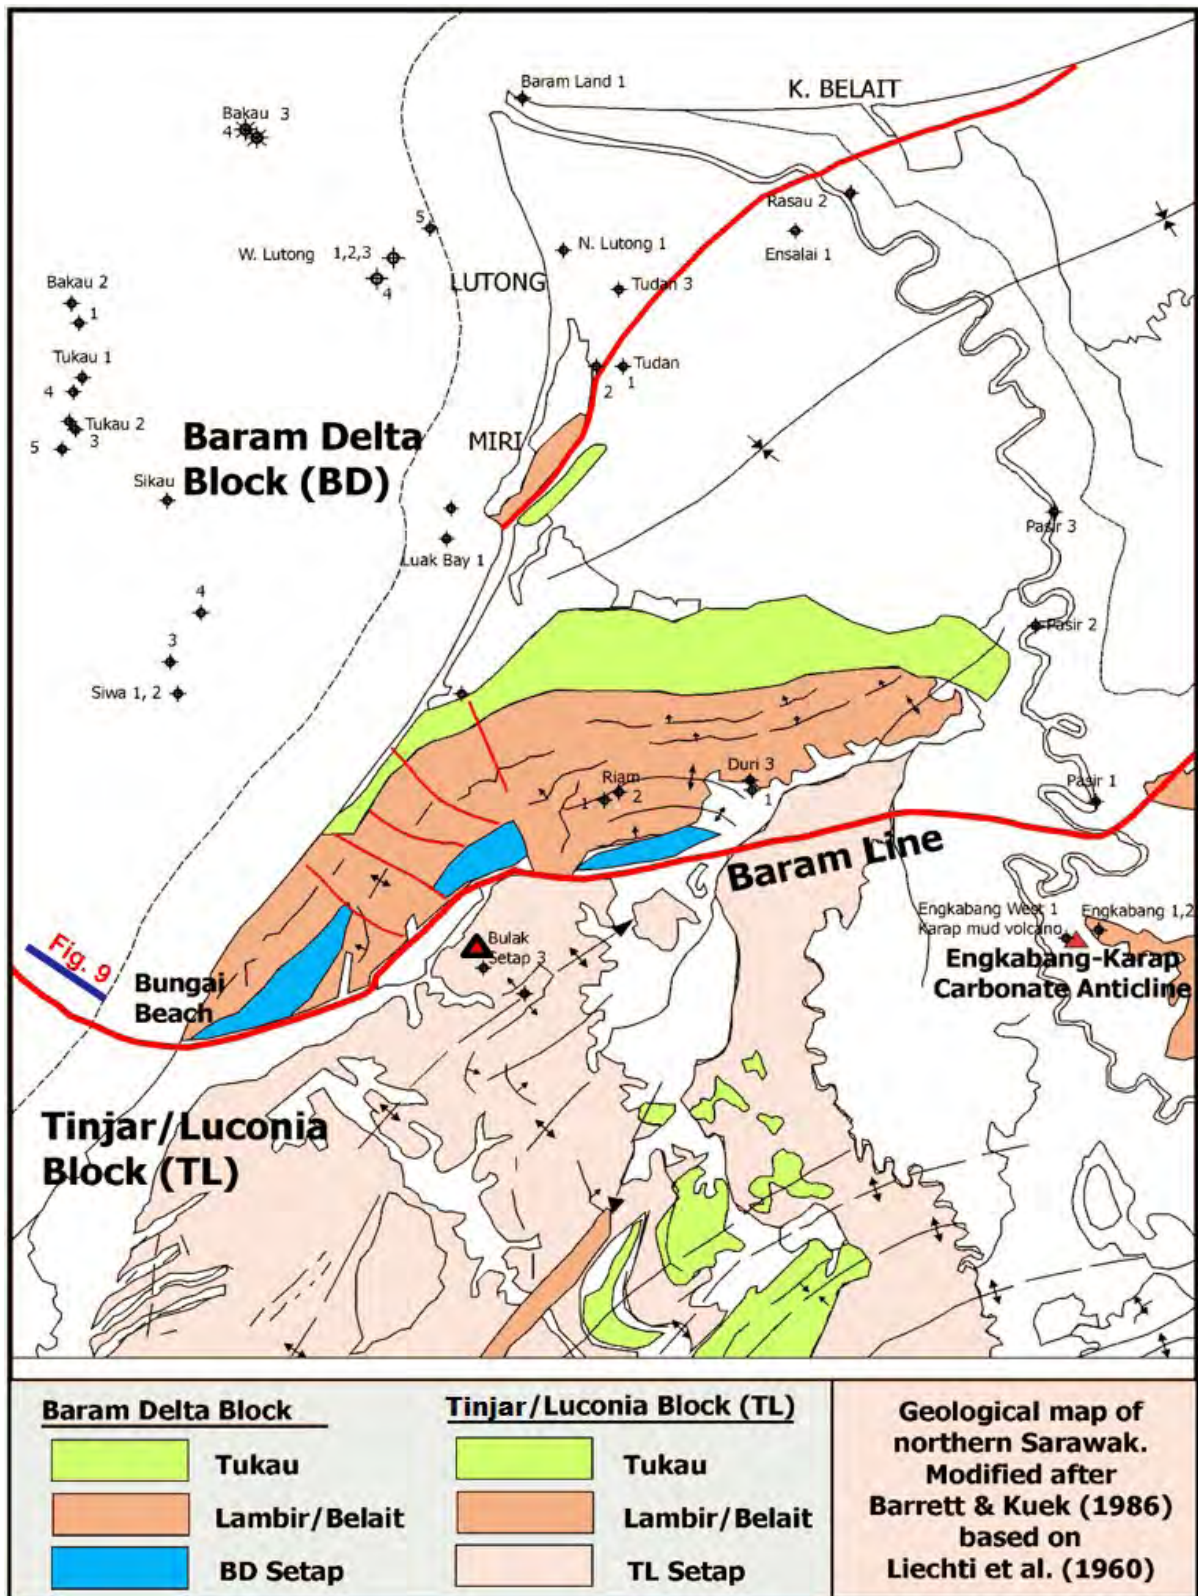 Baram Land 1
K. BELAIT
Bakau 3
4
Rasau 2
5
N. Lutong 1
Ensalai 1
W. Lutong 1,2,3
4
LUTONG
Tudan 3
Bakau 2
1
Tukau 1
4
Tudan
2 1
Tukau 2
3
5
Baram Delta
Block (BD)
MIRI
Sikau
Pasir 3
Luak Bay 1
4
Pasir 2
3
Siwa 1, 2
Duri 3
1
Riam
1 2
Pasir 1
Baram Line
Engkabang West 1
Engkabang 1,2
Karap mud volcano
Fig. 9
Bulak
Setap 3
Engkabang-Karap
Carbonate Anticline
Bungai
Beach
Tinjar/Luconia
Block (TL)
Baram Delta Block
Tukau
Lambir/Belait
BD Setap
Tinjar/Luconia Block (TL)
Tukau
Lambir/Belait
TL Setap
Geological map of
northern Sarawak.
Modified after
Barrett & Kuek (1986)
based on
Liechti et al. (1960)